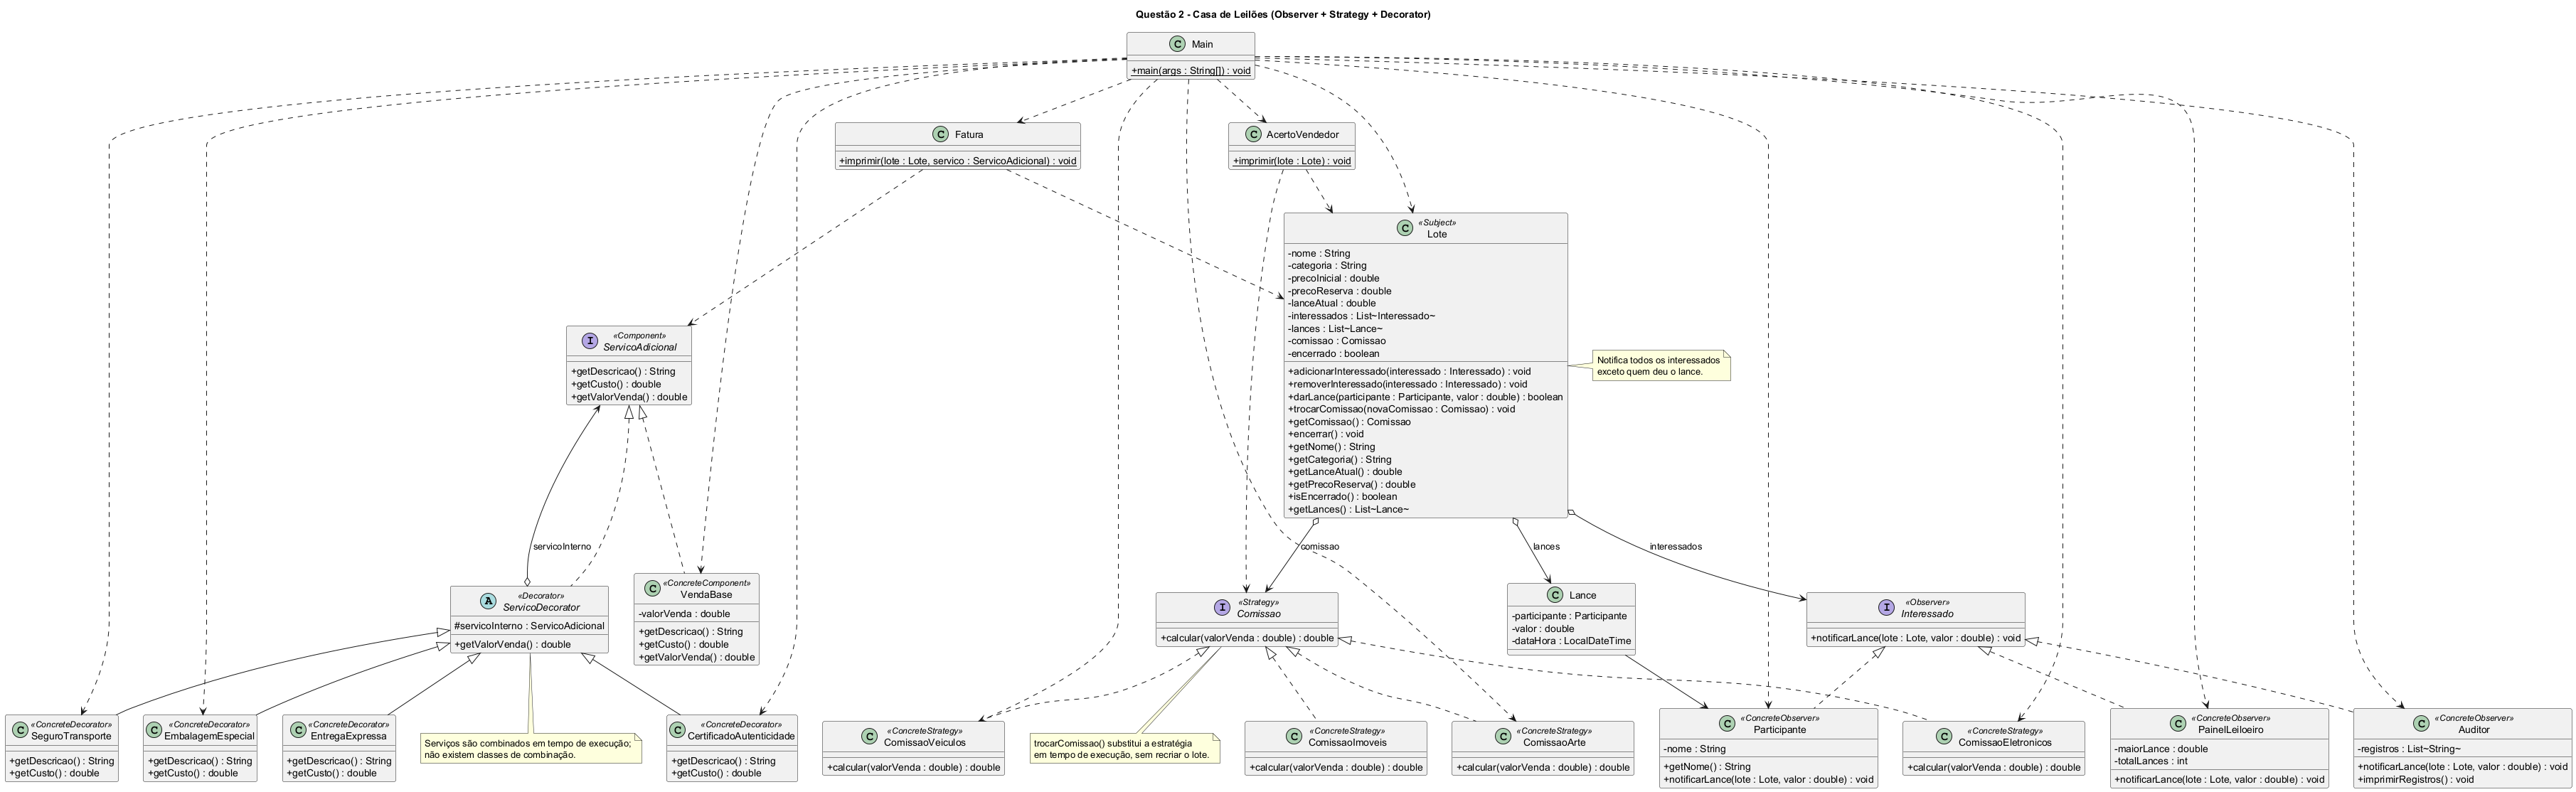 Questão 2 - Casa de Leilões (Observer + Strategy + Decorator)
C Main
+main(args : String[]) : void
C Fatura
+imprimir(lote : Lote, servico : ServicoAdicional) : void
C AcertoVendedor
+imprimir(lote : Lote) : void
C «Subject»
Lote
-nome : String
-categoria : String
-precoInicial : double
-precoReserva : double
-lanceAtual : double
-interessados : List~Interessado~
-lances : List~Lance~
-comissao : Comissao
-encerrado : boolean
+adicionarInteressado(interessado : Interessado) : void
+removerInteressado(interessado : Interessado) : void
+darLance(participante : Participante, valor : double) : boolean
+trocarComissao(novaComissao : Comissao) : void
+getComissao() : Comissao
+encerrar() : void
+getNome() : String
+getCategoria() : String
+getLanceAtual() : double
+getPrecoReserva() : double
+isEncerrado() : boolean
+getLances() : List~Lance~
Notifica todos os interessados
exceto quem deu o lance.
I «Component»
ServicoAdicional
+getDescricao() : String
+getCusto() : double
+getValorVenda() : double
servicoInterno
comissao
lances
interessados
A «Decorator»
ServicoDecorator
#servicoInterno : ServicoAdicional
+getValorVenda() : double
C «ConcreteComponent»
VendaBase
-valorVenda : double
+getDescricao() : String
+getCusto() : double
+getValorVenda() : double
I «Strategy»
Comissao
+calcular(valorVenda : double) : double
C Lance
-participante : Participante
-valor : double
-dataHora : LocalDateTime
I «Observer»
Interessado
+notificarLance(lote : Lote, valor : double) : void
C «ConcreteDecorator»
SeguroTransporte
+getDescricao() : String
+getCusto() : double
C «ConcreteDecorator»
EmbalagemEspecial
+getDescricao() : String
+getCusto() : double
C «ConcreteDecorator»
EntregaExpressa
+getDescricao() : String
+getCusto() : double
Serviços são combinados em tempo de execução;
não existem classes de combinação.
C «ConcreteDecorator»
CertificadoAutenticidade
+getDescricao() : String
+getCusto() : double
C «ConcreteStrategy»
ComissaoVeiculos
+calcular(valorVenda : double) : double
trocarComissao() substitui a estratégia
em tempo de execução, sem recriar o lote.
C «ConcreteStrategy»
ComissaoImoveis
+calcular(valorVenda : double) : double
C «ConcreteStrategy»
ComissaoArte
+calcular(valorVenda : double) : double
C «ConcreteObserver»
Participante
-nome : String
+getNome() : String
+notificarLance(lote : Lote, valor : double) : void
C «ConcreteStrategy»
ComissaoEletronicos
+calcular(valorVenda : double) : double
C «ConcreteObserver»
PainelLeiloeiro
-maiorLance : double
-totalLances : int
+notificarLance(lote : Lote, valor : double) : void
C «ConcreteObserver»
Auditor
-registros : List~String~
+notificarLance(lote : Lote, valor : double) : void
+imprimirRegistros() : void